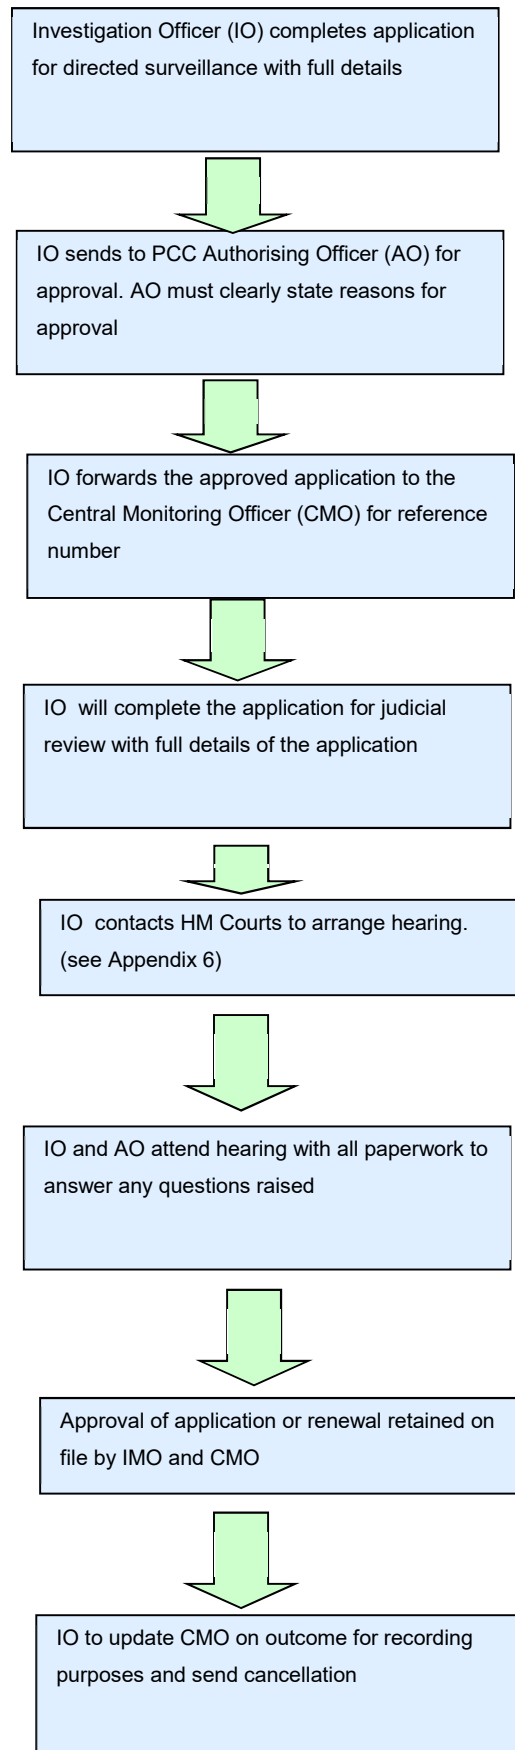 Investigation Officer (IO) completes application
for directed surveillance with full details
IO sends to PCC Authorising Officer (AO) for
approval. AO must clearly state reasons for
approval
IO forwards the approved application to the
Central Monitoring Officer (CMO) for reference
number
IO  will complete the application for judicial
review with full details of the application
IO  contacts HM Courts to arrange hearing.
(see Appendix 6)
IO and AO attend hearing with all paperwork to
answer any questions raised
Approval of application or renewal retained on
file by IMO and CMO
IO to update CMO on outcome for recording
purposes and send cancellation